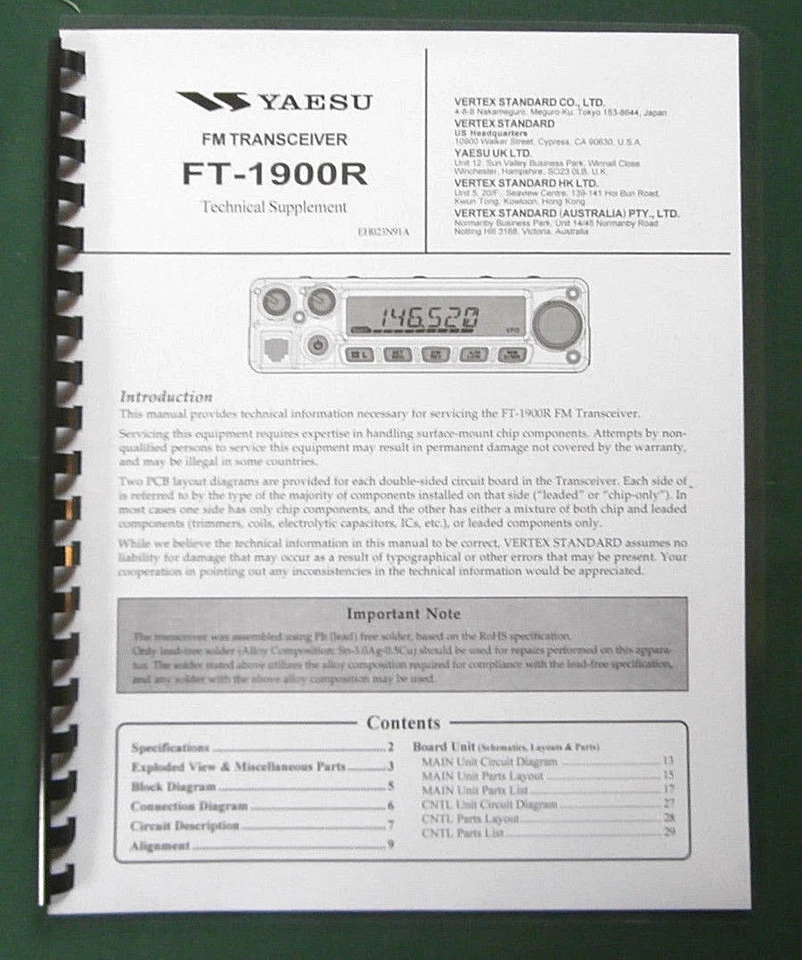 YAESU
FM TRANSCEIVER
FT-1900R
Technical Supplement
EH023N91A
VERTEX STANDARD CO., LTD.
4-8-8 Nakameguro, Meguro-Ku, Tokyo 153-8644, Japan
VERTEX STANDARD
US Headquarters
10900 Walker Street, Cypress, CA 90630, U.S.A.
YAESU UK LTD.
Unit 12, Sun Valley Business Park, Winnall Close
Winchester, Hampshire, SO23 0LB, U.K.
VERTEX STANDARD HK LTD.
Unit 5, 20/F., Seaview Centre, 139-141 Hoi Bun Road,
Kwun Tong, Kowloon, Hong Kong
VERTEX STANDARD (AUSTRALIA) PTY., LTD.
Normanby Business Park, Unit 14/45 Normanby Road
Notting Hill 3168, Victoria, Australia
146.520
VFO
Introduction
This manual provides technical information necessary for servicing the FT-1900R FM Transceiver.
Servicing this equipment requires expertise in handling surface-mount chip components. Attempts by non-
qualified persons to service this equipment may result in permanent damage not covered by the warranty,
and may be illegal in some countries.
Two PCB layout diagrams are provided for each double-sided circuit board in the Transceiver. Each side of
is referred to by the type of the majority of components installed on that side ("leaded" or "chip-only"). In
most cases one side has only chip components, and the other has either a mixture of both chip and leaded
components (trimmers, coils, electrolytic capacitors, ICs, etc.), or leaded components only.
While we believe the technical information in this manual to be correct, VERTEX STANDARD assumes no
liability for damage that may occur as a result of typographical or other errors that may be present. Your
cooperation in pointing out any inconsistencies in the technical information would be appreciated.
Important Note
The transceiver was assembled using Pb (lead) free solder, based on the RoHS specification.
Only lead-free solder (Alloy Composition: Sn-3.0Ag-0.5Cu) should be used for repairs performed on this appara-
tus. The solder stated above utilizes the alloy composition required for compliance with the lead-free specification,
and any solder with the above alloy composition may be used.
Contents
Specifications 2
Exploded View & Miscellaneous Parts 3
Block Diagram 5
Connection Diagram 6
Circuit Description 7
Alignment 9
Board Unit (Schematics, Layouts & Parts)
MAIN Unit Circuit Diagram 13
MAIN Unit Parts Layout 15
MAIN Unit Parts List 17
CNTL Unit Circuit Diagram 27
CNTL Parts Layout 28
CNTL Parts List 29